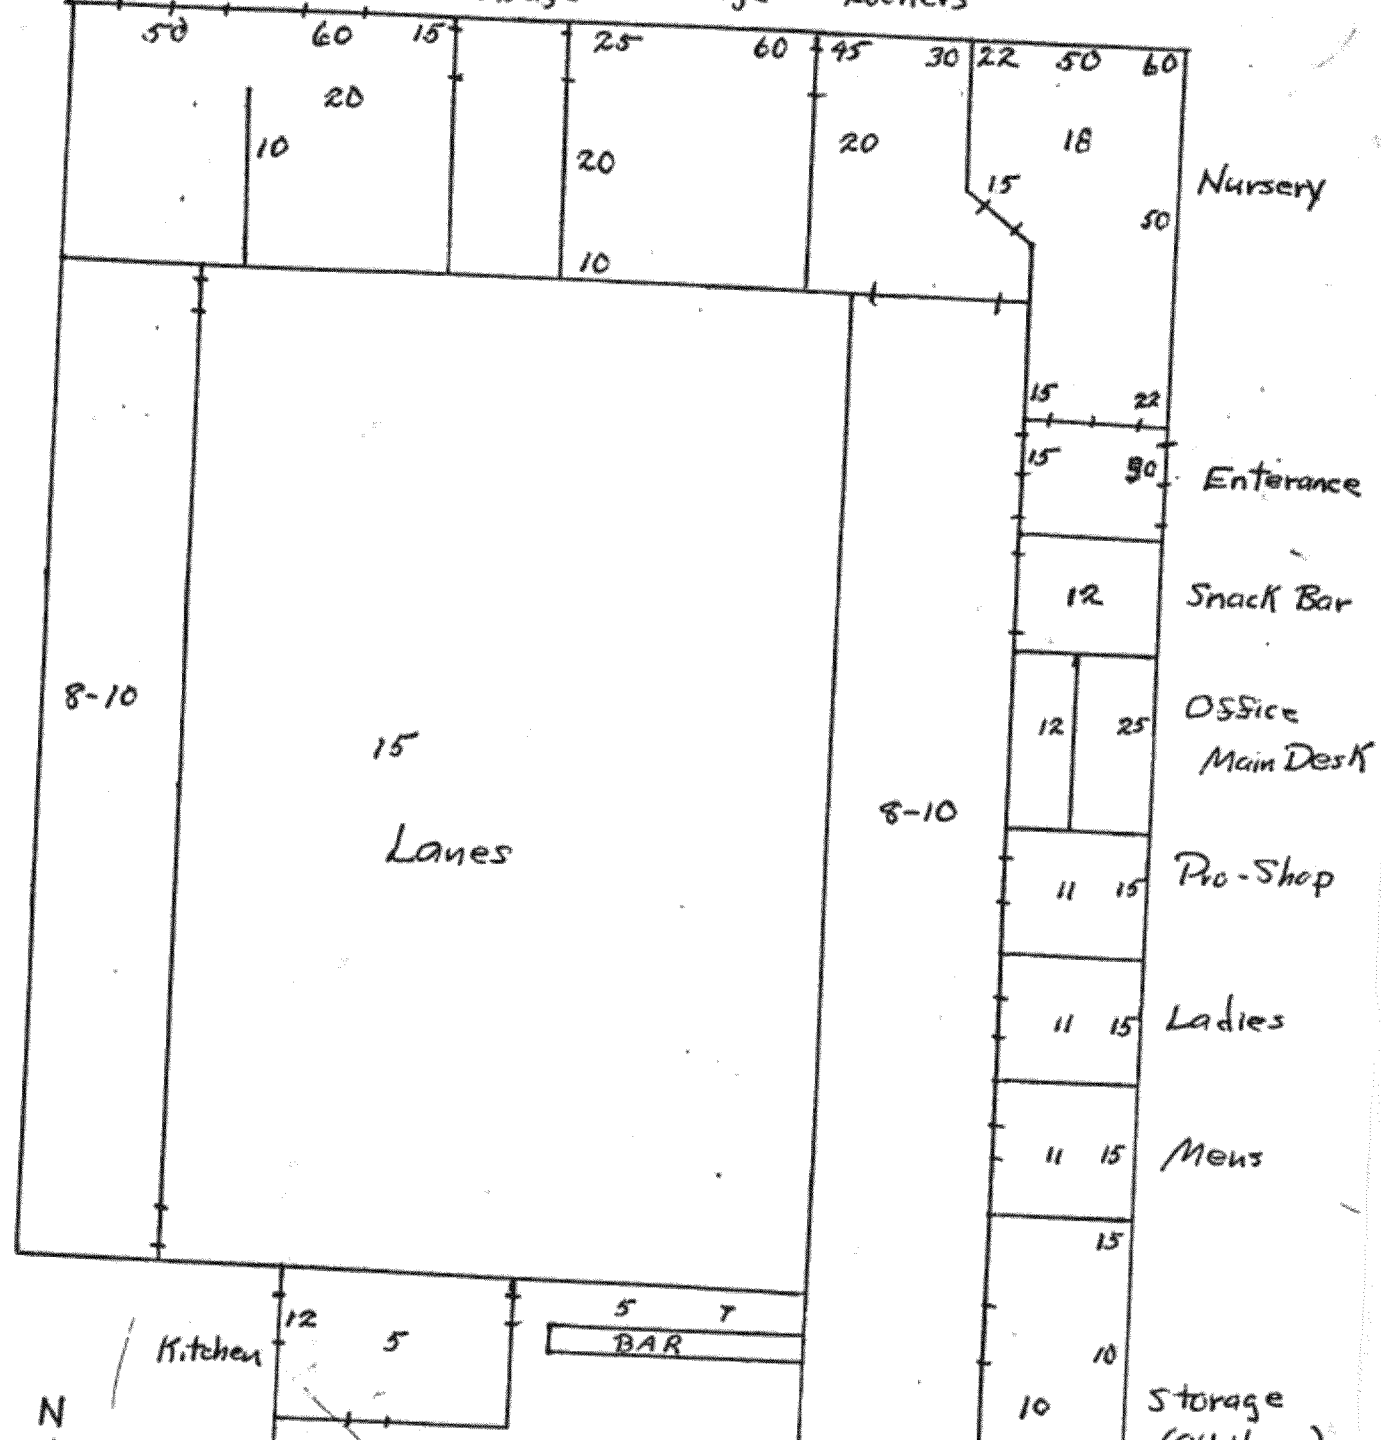 Lockers
50 60 15 25 60 45 30 22 50 60
20
10 20 20 18
15
Nursery
50
10
15 22
15 90 Enterance
12 Snack Bar
8-10 12 25 Office
Main Desk
15
8-10
Lanes
11 15 Pro-Shop
11 15 Ladies
11 15 Mens
15
12 5 5 T
Kitchen BAR
10
N 10 Storage